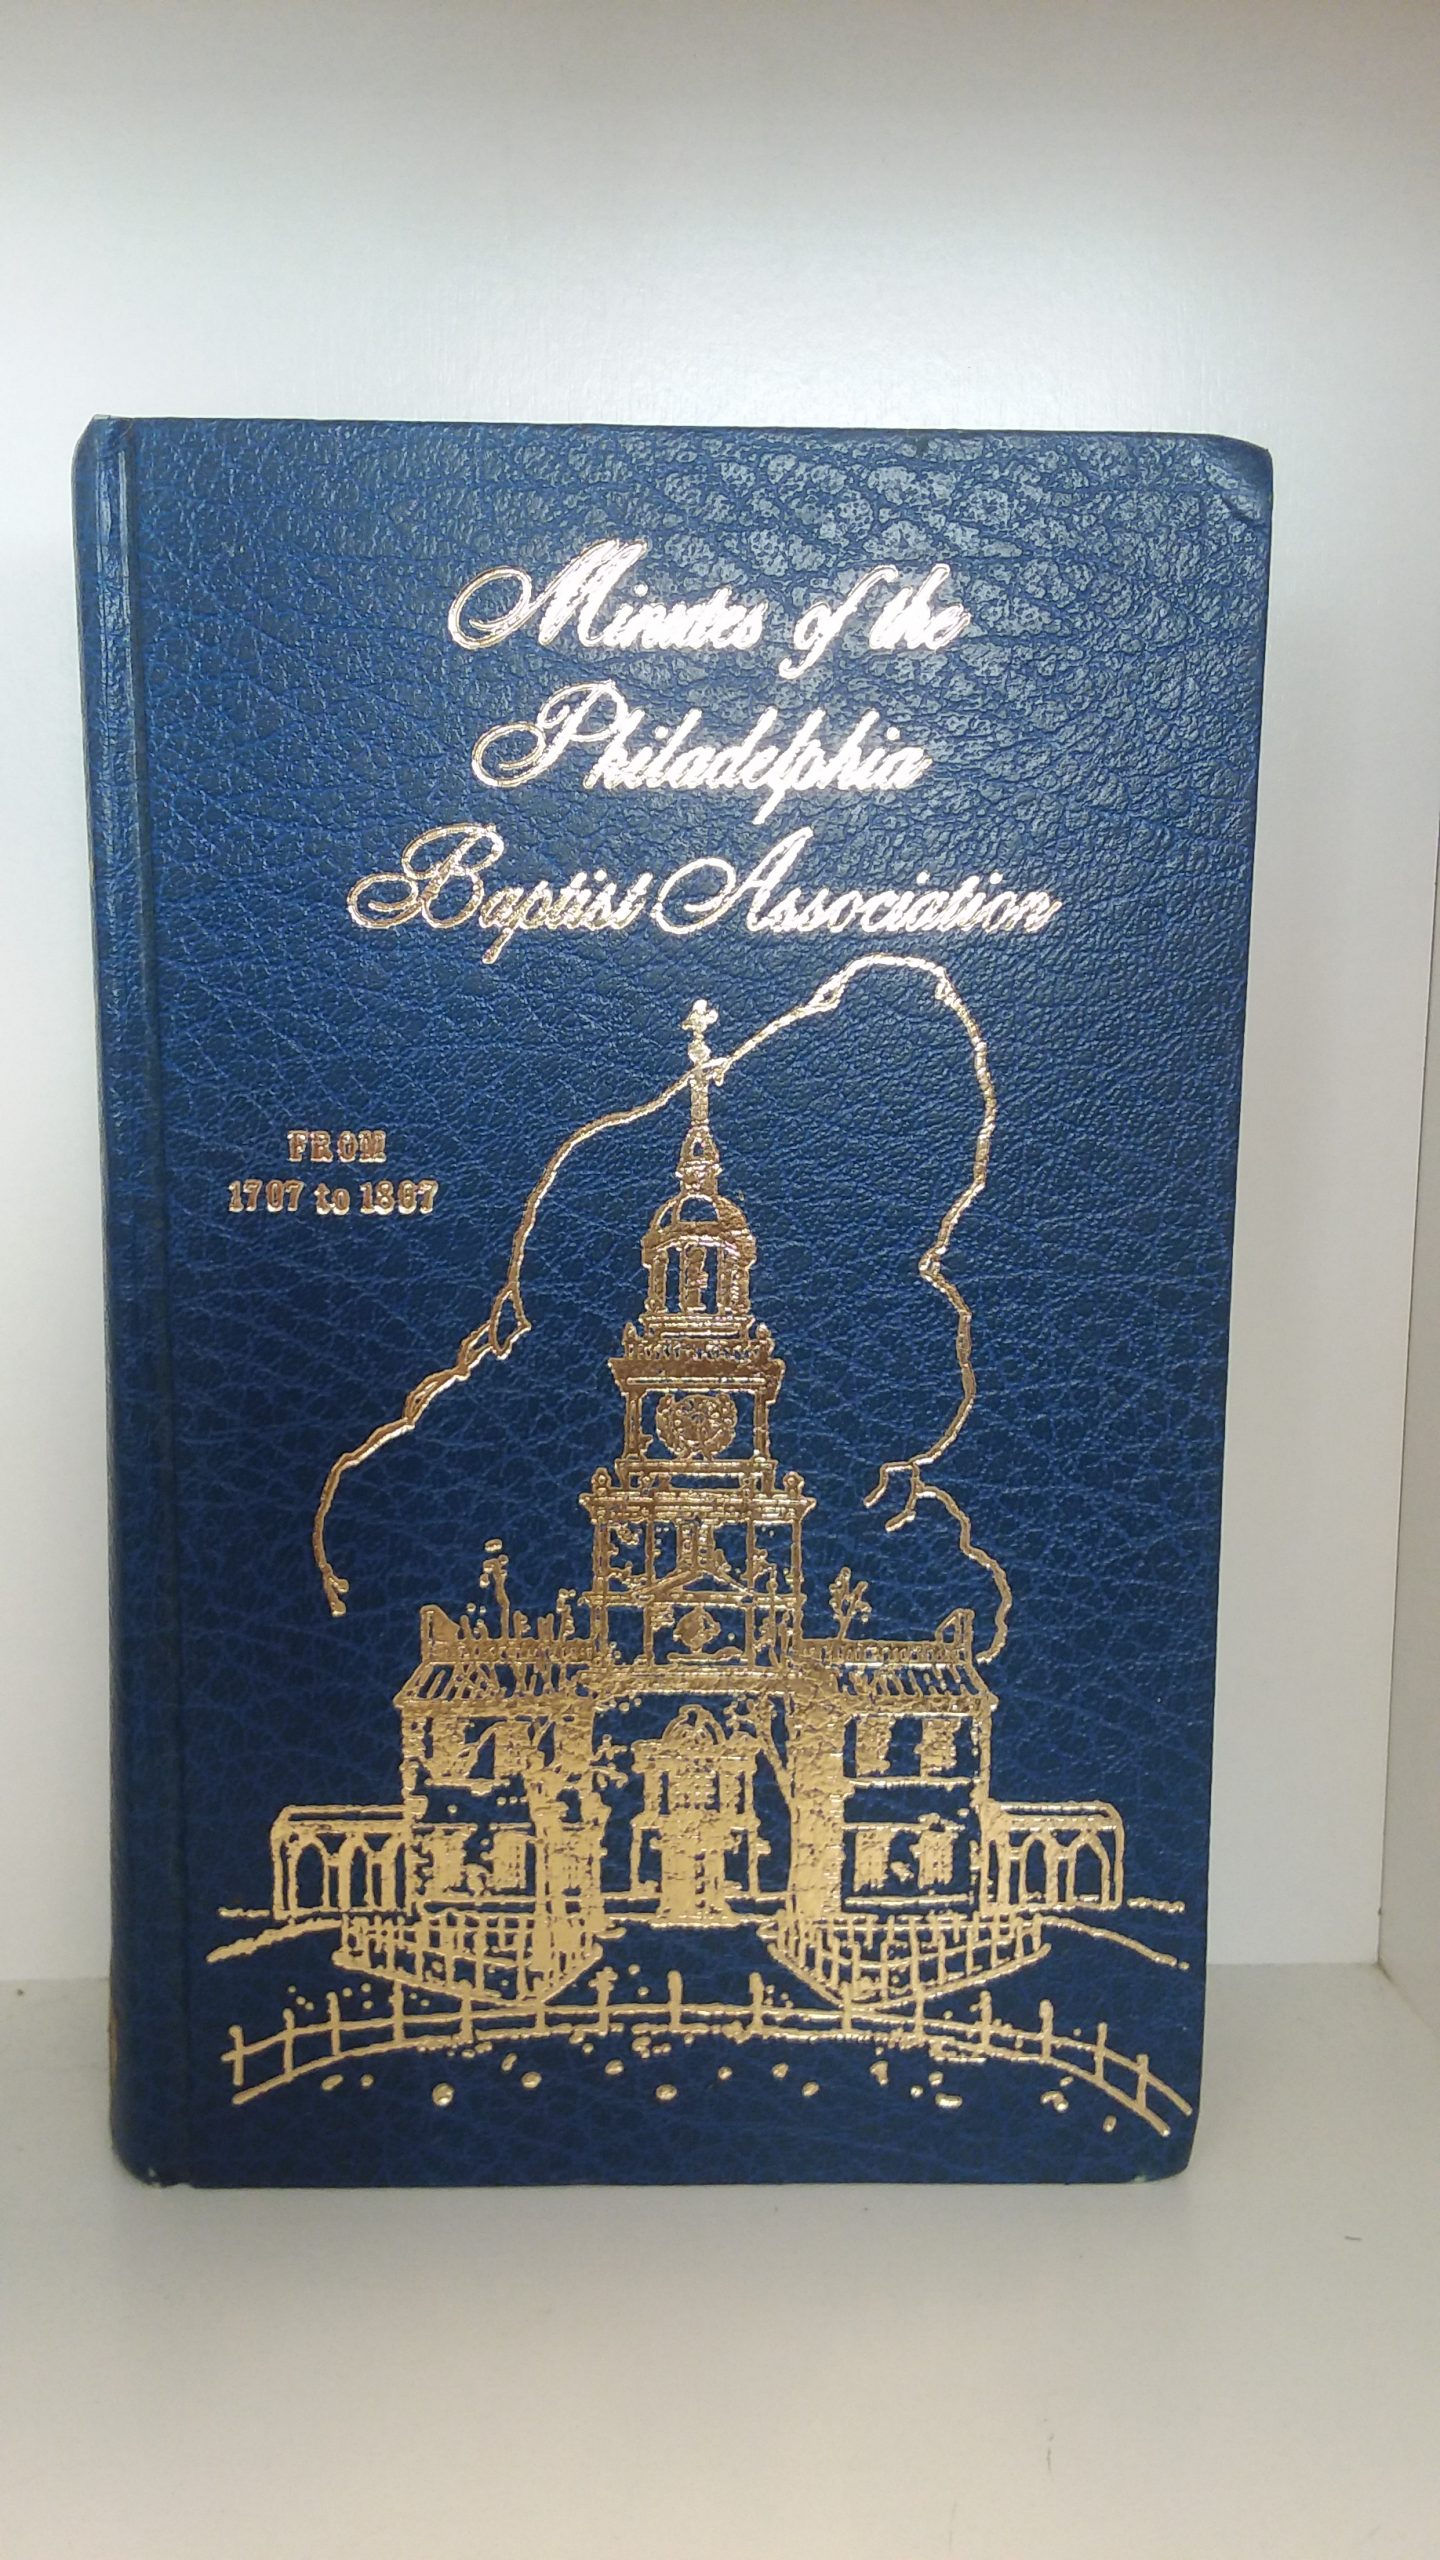 Minutes of the
Philadelphia
Baptist Association
FROM
1707 to 1807